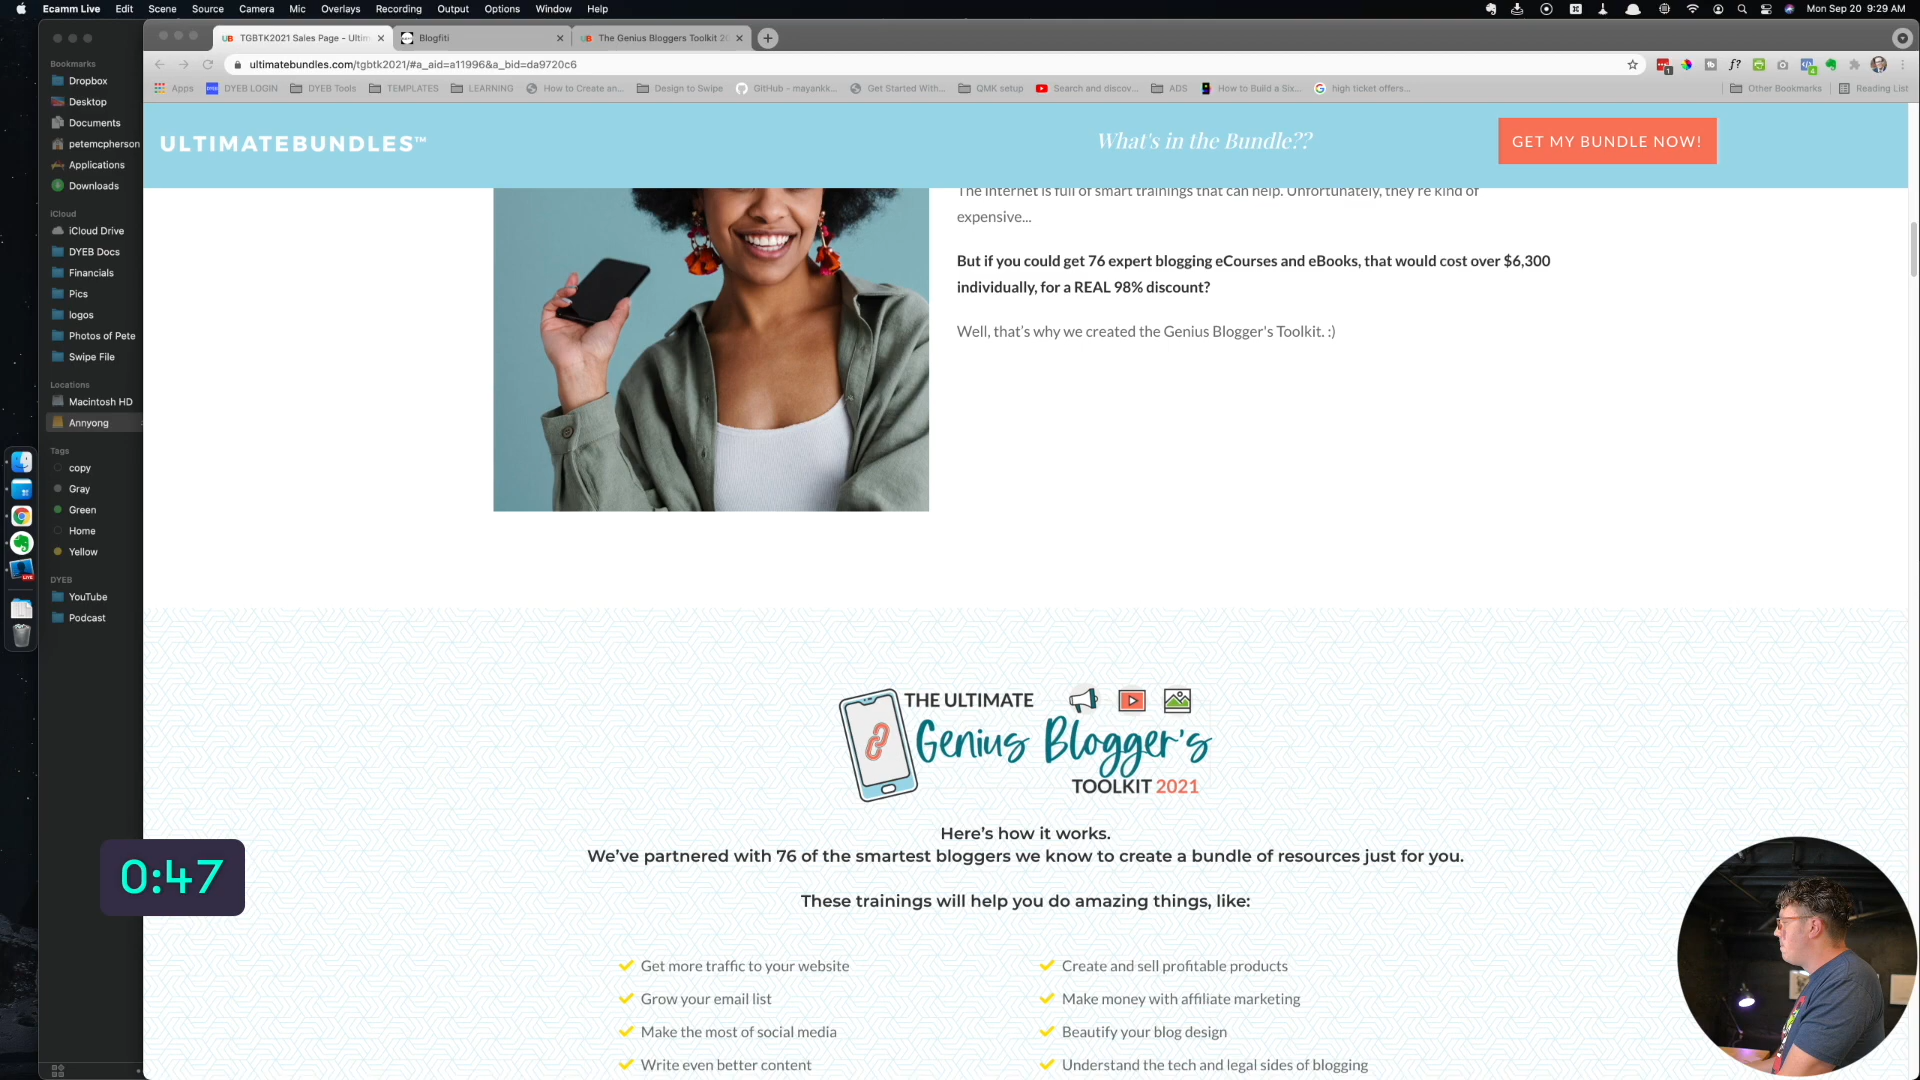 Ecamm Live Edit Scene Source Camera Mic Overlays Recording Output Options Window Help
Mon Sep 20 9:29 AM
TGBTK2021 Sales Page - Ultim
Blogfiti
The Genius Bloggers Toolkit 20
ultimatebundles.com/tgbtk2021/#a_aid=a11996&a_bid=da9720c6
Apps DYEB LOGIN DYEB Tools TEMPLATES LEARNING How to Create an... Design to Swipe GitHub - mayankk... Get Started With... QMK setup Search and discov... ADS How to Build a Six... high ticket offers... Other Bookmarks Reading List
Bookmarks
Dropbox
Desktop
Documents
petemcpherson
Applications
Downloads
iCloud
iCloud Drive
DYEB Docs
Financials
Pics
logos
Photos of Pete
Swipe File
Locations
Macintosh HD
Annyong
Tags
copy
Gray
Green
Home
Yellow
DYEB
YouTube
Podcast
ULTIMATEBUNDLES™
What's in the Bundle??
GET MY BUNDLE NOW!
The internet is full of smart trainings that can help. Unfortunately, they're kind of
expensive...
But if you could get 76 expert blogging eCourses and eBooks, that would cost over $6,300
individually, for a REAL 98% discount?
Well, that's why we created the Genius Blogger's Toolkit. :)
THE ULTIMATE
Genius Blogger's
TOOLKIT 2021
Here's how it works.
We've partnered with 76 of the smartest bloggers we know to create a bundle of resources just for you.
These trainings will help you do amazing things, like:
Get more traffic to your website
Grow your email list
Make the most of social media
Write even better content
Create and sell profitable products
Make money with affiliate marketing
Beautify your blog design
Understand the tech and legal sides of blogging
0:47